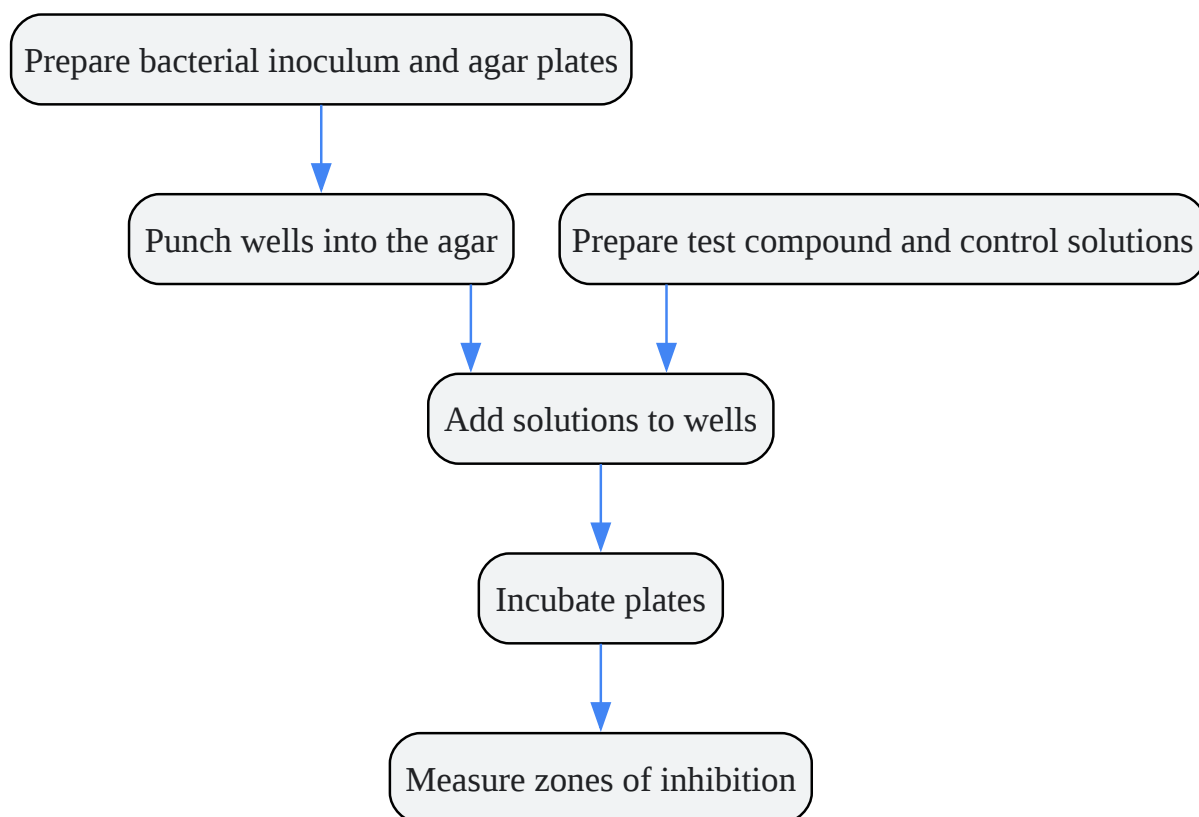 Prepare bacterial inoculum and agar plates
Punch wells into the agar
Prepare test compound and control solutions
Add solutions to wells
Incubate plates
Measure zones of inhibition